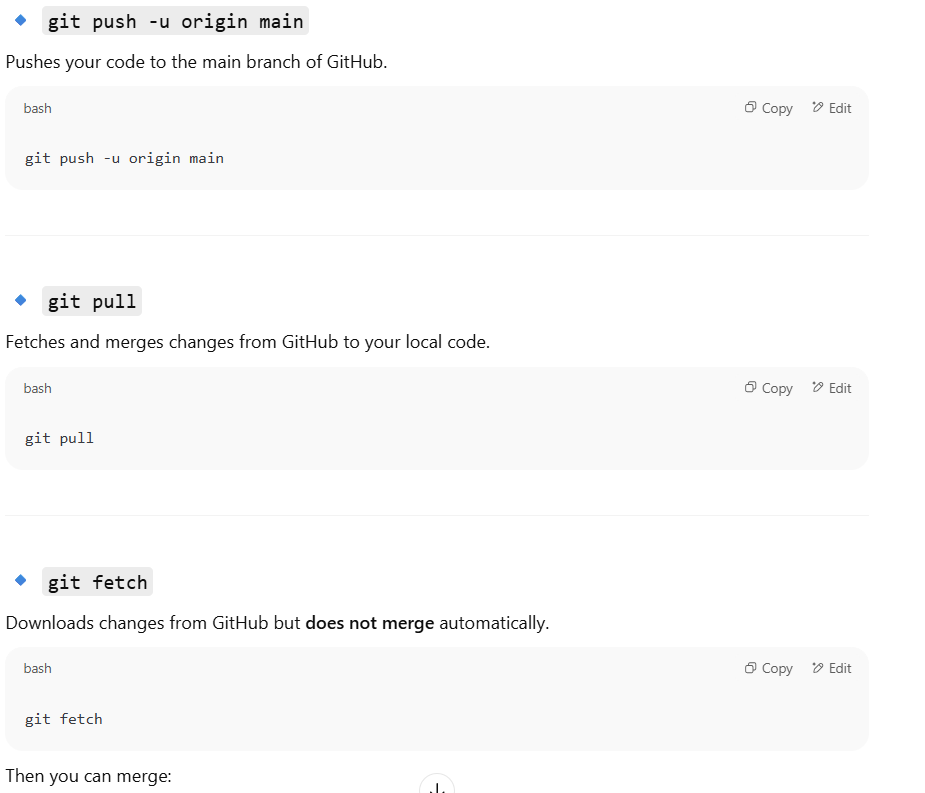 git push -u origin main
Pushes your code to the main branch of GitHub.
bash
Copy
Edit
git push -u origin main
git pull
Fetches and merges changes from GitHub to your local code.
bash
Copy
Edit
git pull
git fetch
Downloads changes from GitHub but does not merge automatically.
bash
Copy
Edit
git fetch
Then you can merge: